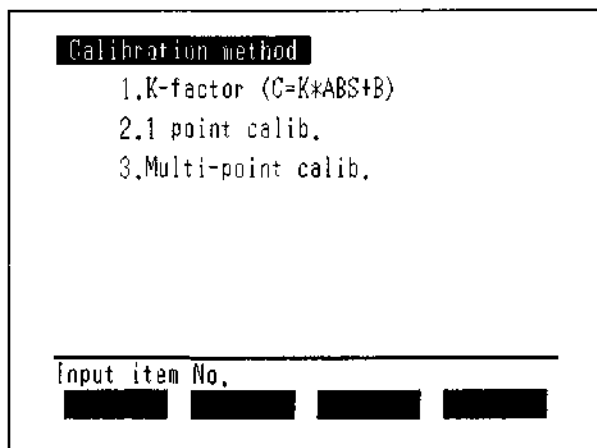 Calibration method
1.K-factor (C=K*ABS+B)
2.1 point calib.
3.Multi-point calib.
Input item No.